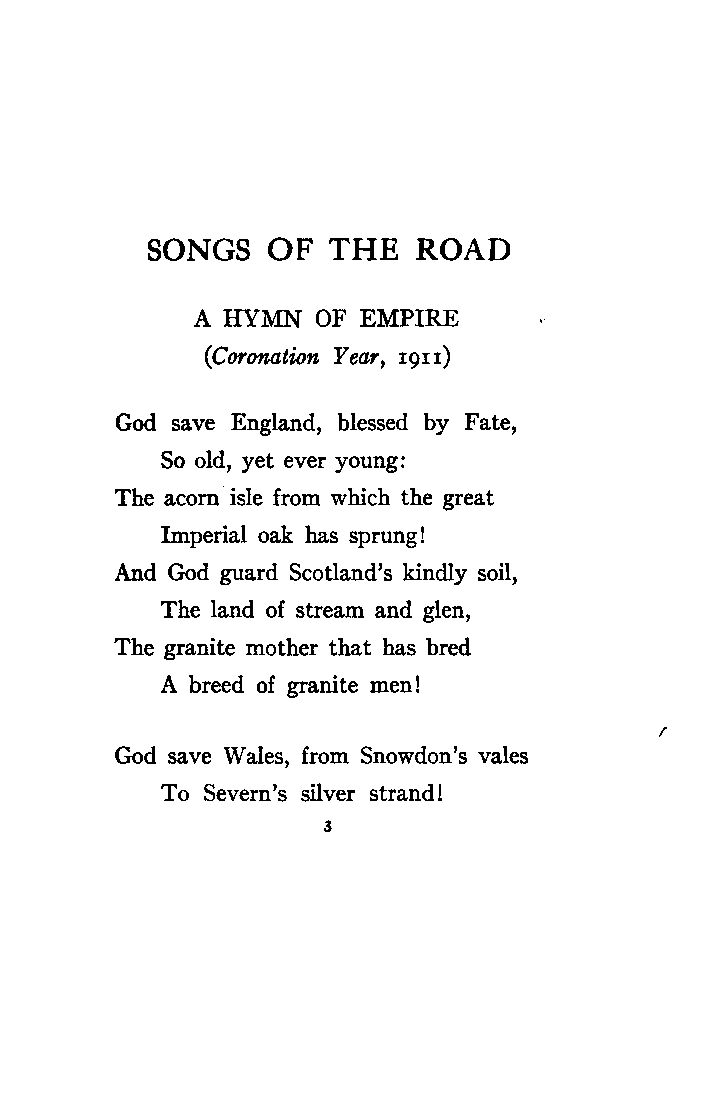 SONGS OF THE ROAD
A HYMN OF EMPIRE
(Coronation Year, 1911)
God save England, blessed by Fate,
So old, yet ever young:
The acorn isle from which the great
Imperial oak has sprung!
And God guard Scotland's kindly soil,
The land of stream and glen,
The granite mother that has bred
A breed of granite men!
God save Wales, from Snowdon's vales
To Severn's silver strand!
3